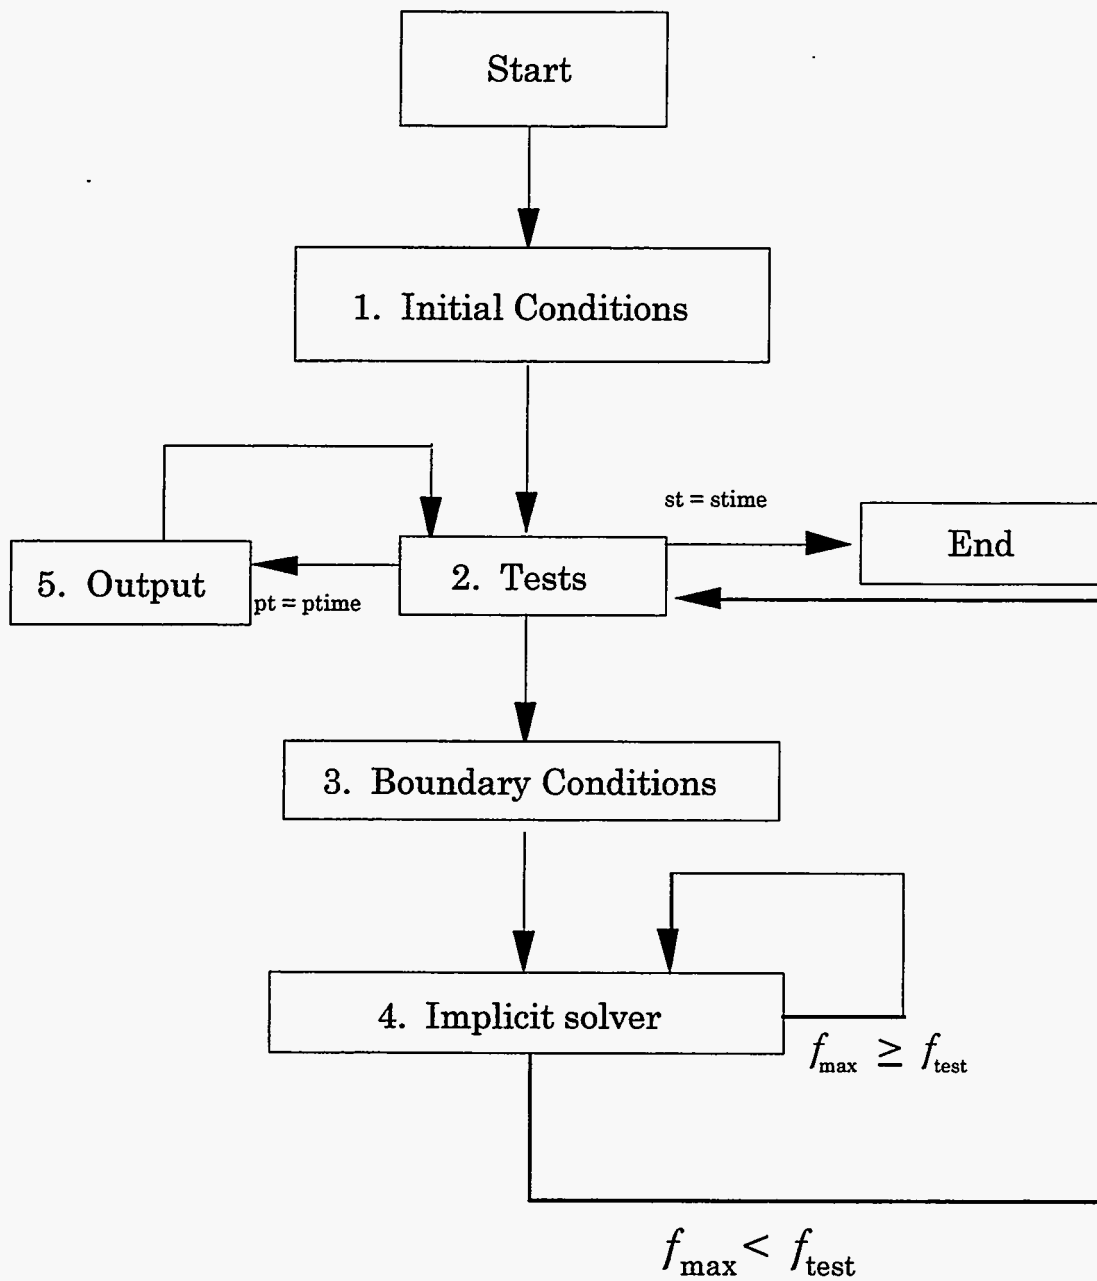 Start
1. Initial Conditions
st = stime
End
5. Output
pt = ptime
2. Tests
3. Boundary Conditions
4. Implicit solver
f_max ≥ f_test
f_max < f_test